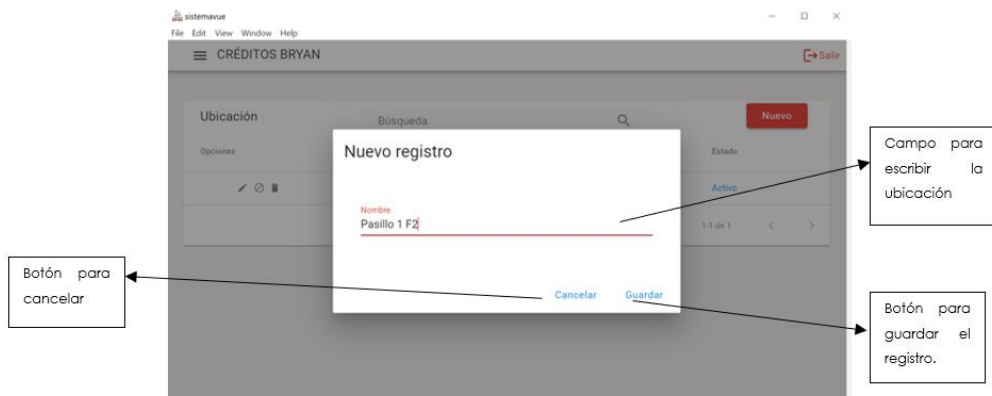 sistemavue
File Edit View Window Help
CRÉDITOS BRYAN
Salir
Ubicación
Búsqueda
Nuevo
Opciones
Estado
Activo
1-1 de 1
Nuevo registro
Nombre
Pasillo 1 F2
Cancelar
Guardar
Campo para
escribir la
ubicación
Botón para
cancelar
Botón para
guardar el
registro.